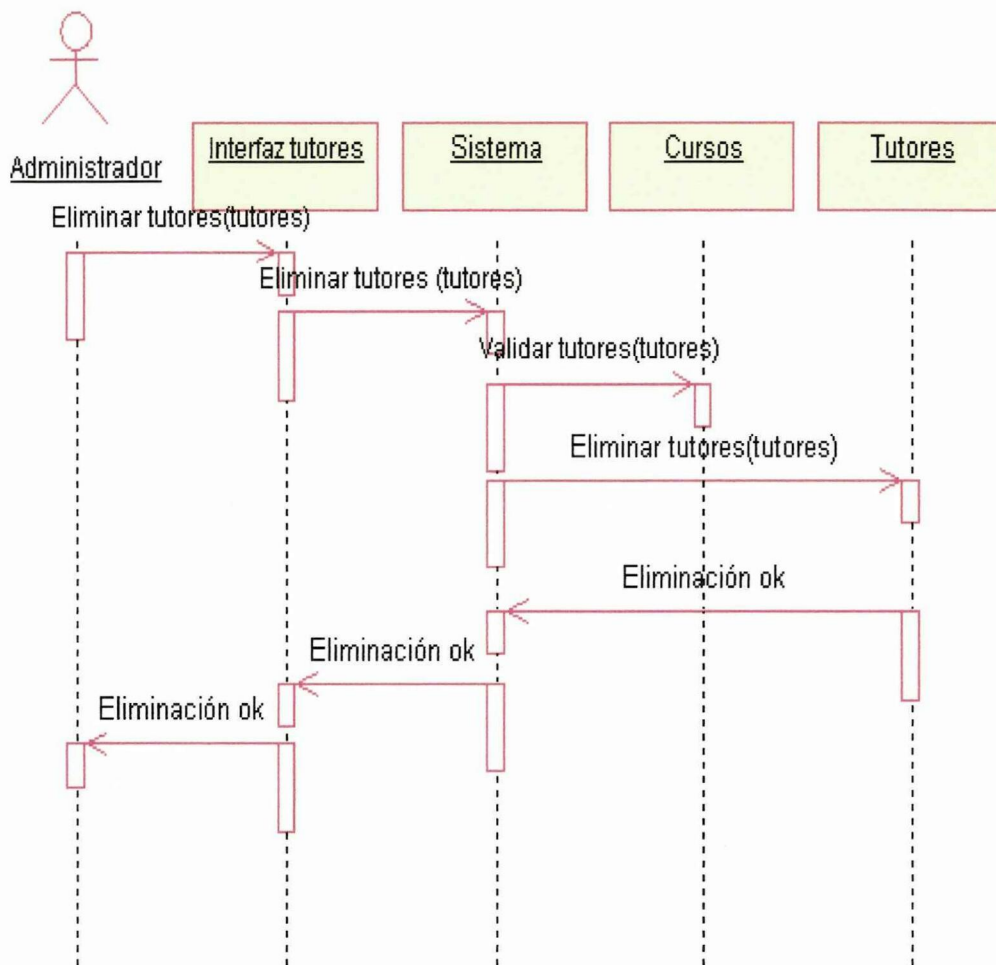 Administrador
Interfaz tutores
Sistema
Cursos
Tutores
Eliminar tutores(tutores)
Eliminar tutores (tutores)
Validar tutores(tutores)
Eliminar tutores(tutores)
Eliminación ok
Eliminación ok
Eliminación ok